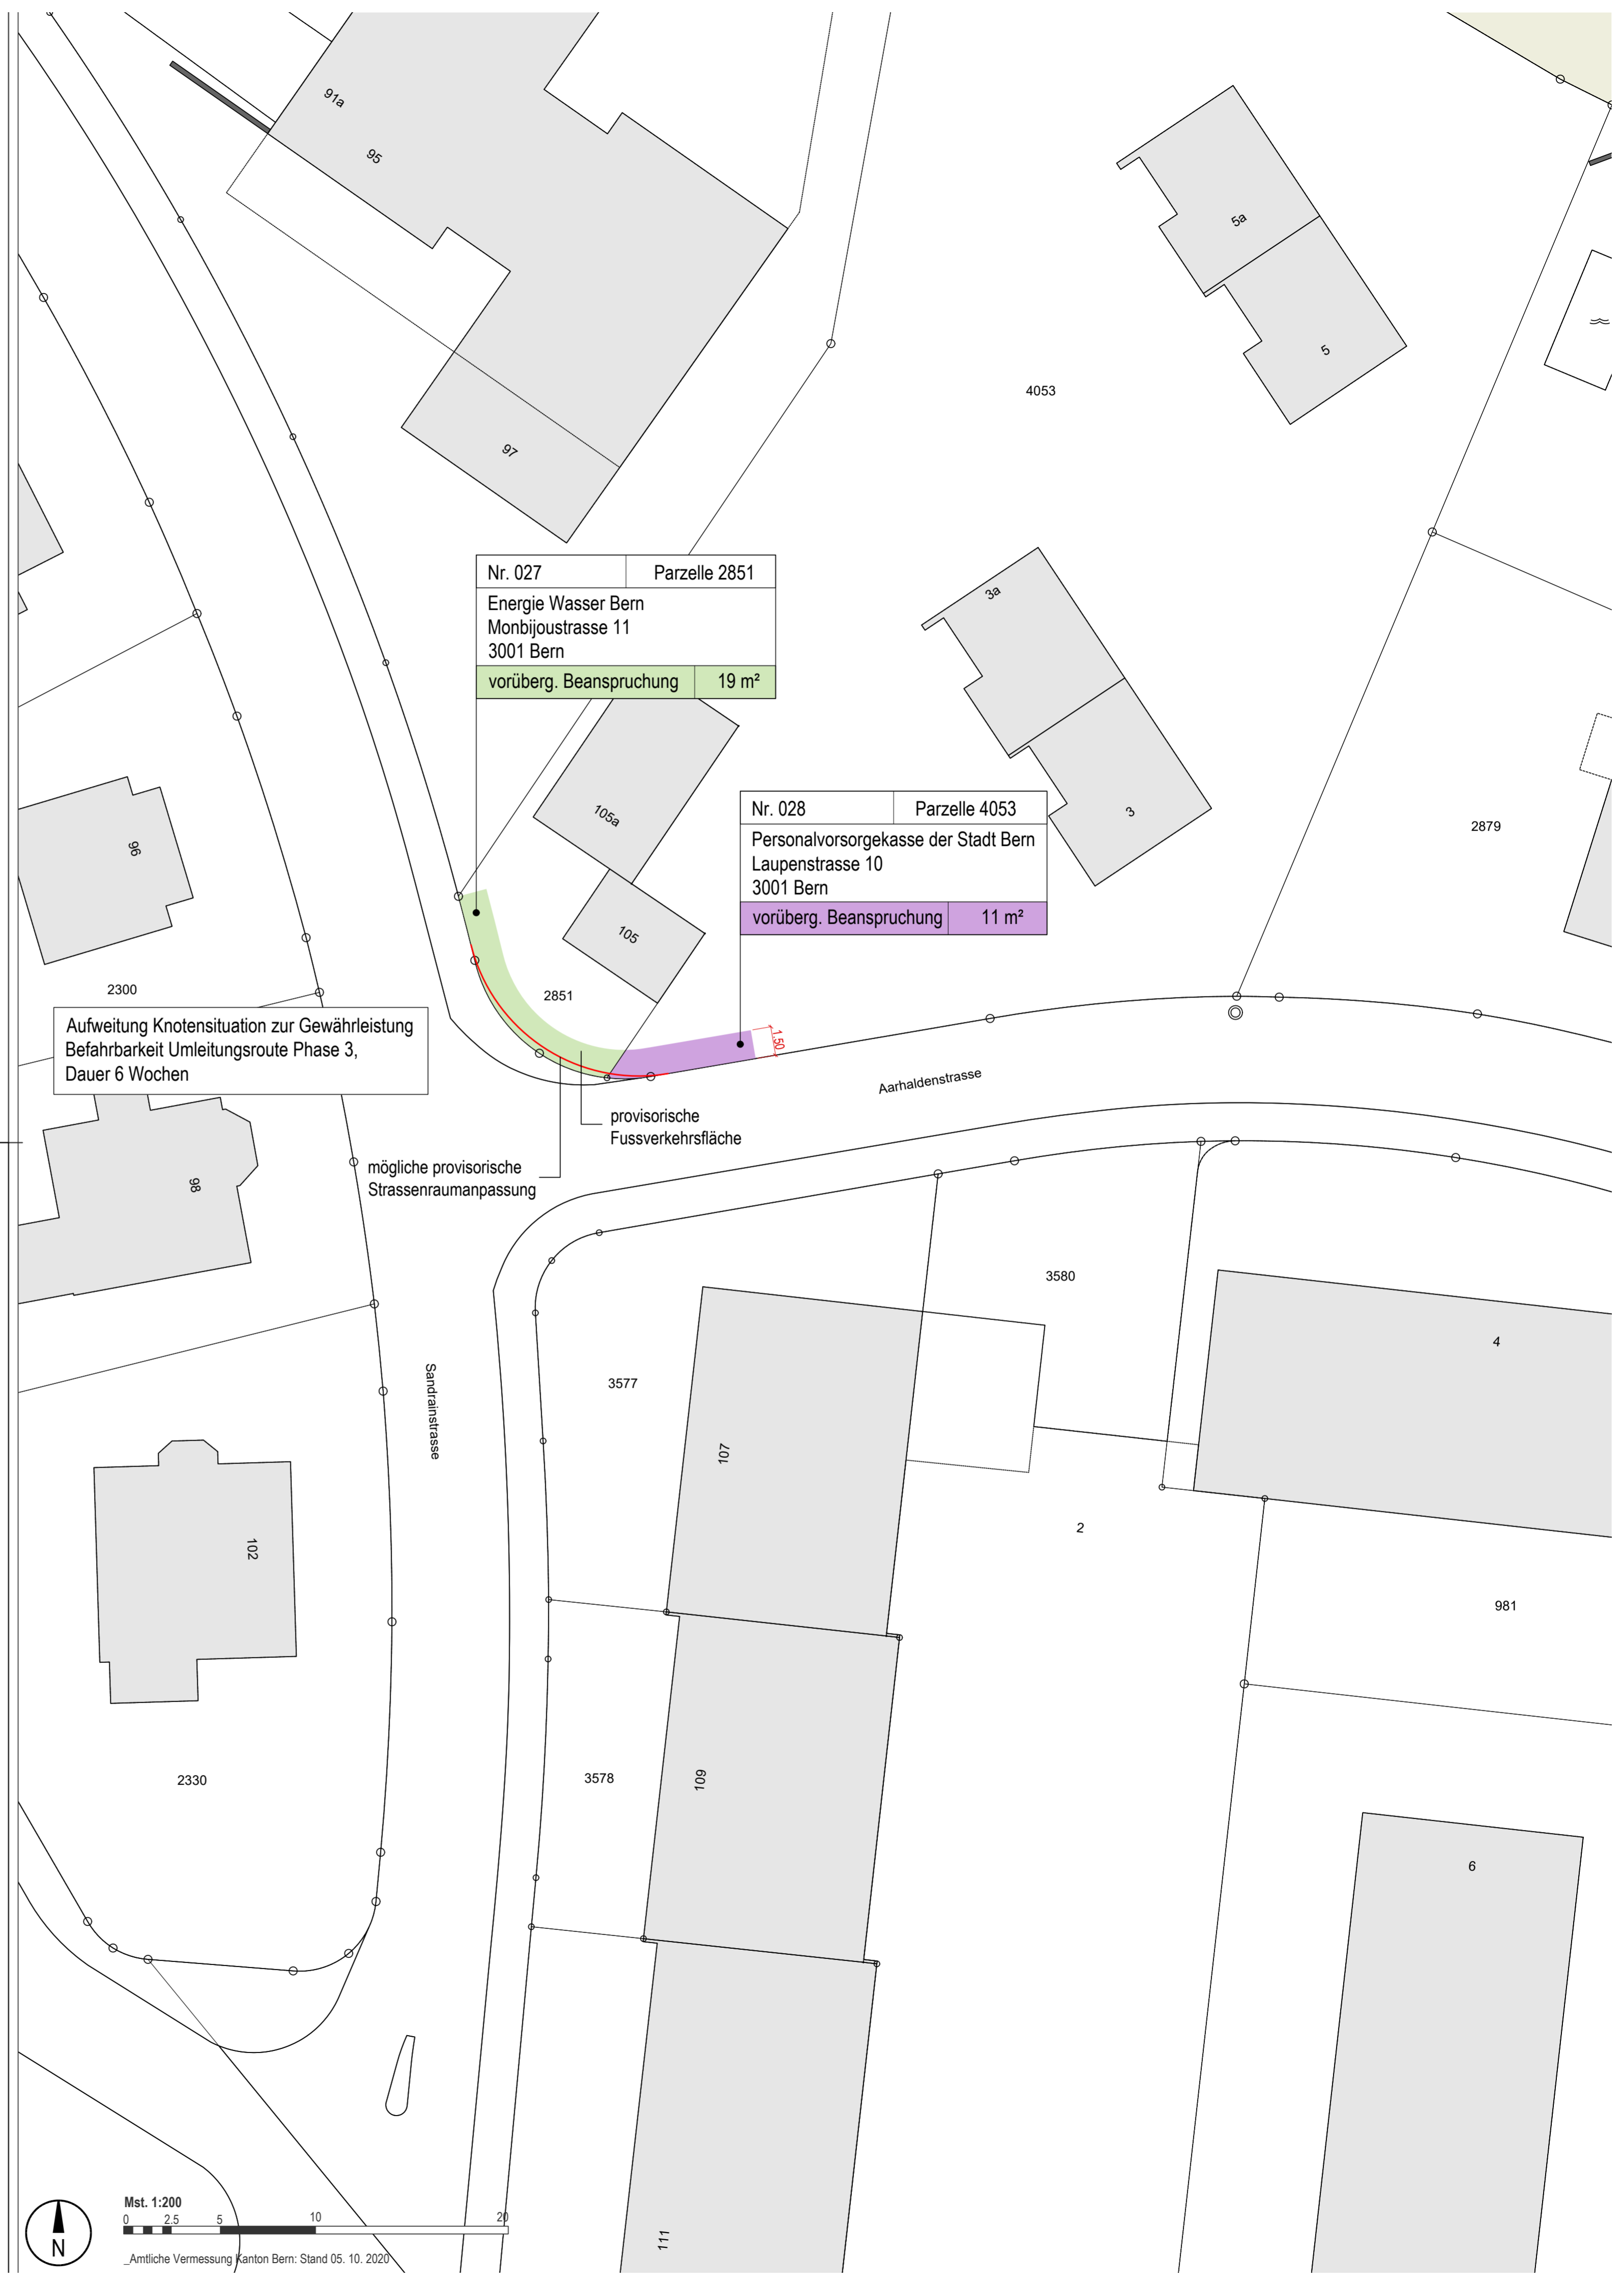 91a
95
5a
5
4053
97
Nr. 027 Parzelle 2851
Energie Wasser Bern
Monbijoustrasse 11
3001 Bern
vorüberg. Beanspruchung 19 m²
3a
3
105a
Nr. 028 Parzelle 4053
Personalvorsorgekasse der Stadt Bern
Laupenstrasse 10
3001 Bern
vorüberg. Beanspruchung 11 m²
2879
96
105
2300
2851
Aufweitung Knotensituation zur Gewährleistung
Befahrbarkeit Umleitungsroute Phase 3,
Dauer 6 Wochen
1.50
Aarhaldenstrasse
provisorische
Fussverkehrsfläche
mögliche provisorische
Strassenraumanpassung
98
3580
4
3577
Sandrainstrasse
107
102
2
981
2330
3578
109
6
111
Mst. 1:200
0 2.5 5 10 20
N
_Amtliche Vermessung Kanton Bern: Stand 05. 10. 2020